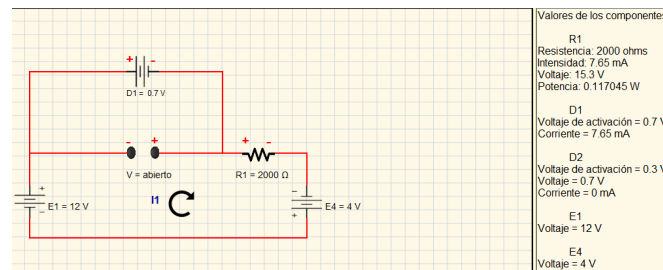 D1 = 0.7 V
V = abierto
R1 = 2000 Ω
I1
E1 = 12 V
E4 = 4 V
Valores de los componentes
R1
Resistencia: 2000 ohms
Intensidad: 7.65 mA
Voltaje: 15.3 V
Potencia: 0.117045 W
D1
Voltaje de activación = 0.7 V
Corriente = 7.65 mA
D2
Voltaje de activación = 0.3 V
Voltaje = 0.7 V
Corriente = 0 mA
E1
Voltaje = 12 V
E4
Voltaje = 4 V